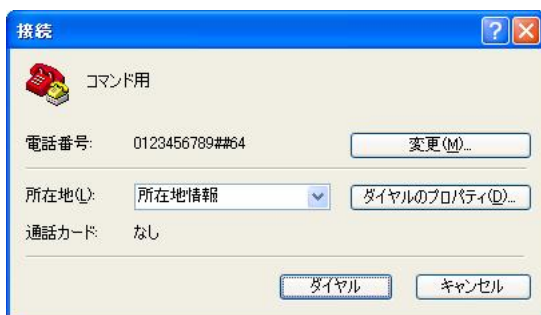 接続
コマンド用
電話番号: 0123456789##64 変更(M)...
所在地(L): 所在地情報 ダイヤルのプロパティ(D)...
通話カード: なし
ダイヤル キャンセル